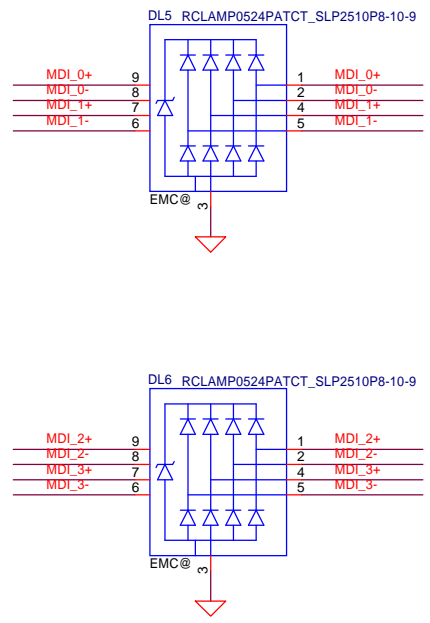 DL5 RCLAMP0524PATCT_SLP2510P8-10-9
MDI_0+ 9 1 MDI_0+
MDI_0- 8 2 MDI_0-
MDI_1+ 7 4 MDI_1+
MDI_1- 6 5 MDI_1-
EMC@ 3
DL6 RCLAMP0524PATCT_SLP2510P8-10-9
MDI_2+ 9 1 MDI_2+
MDI_2- 8 2 MDI_2-
MDI_3+ 7 4 MDI_3+
MDI_3- 6 5 MDI_3-
EMC@ 3